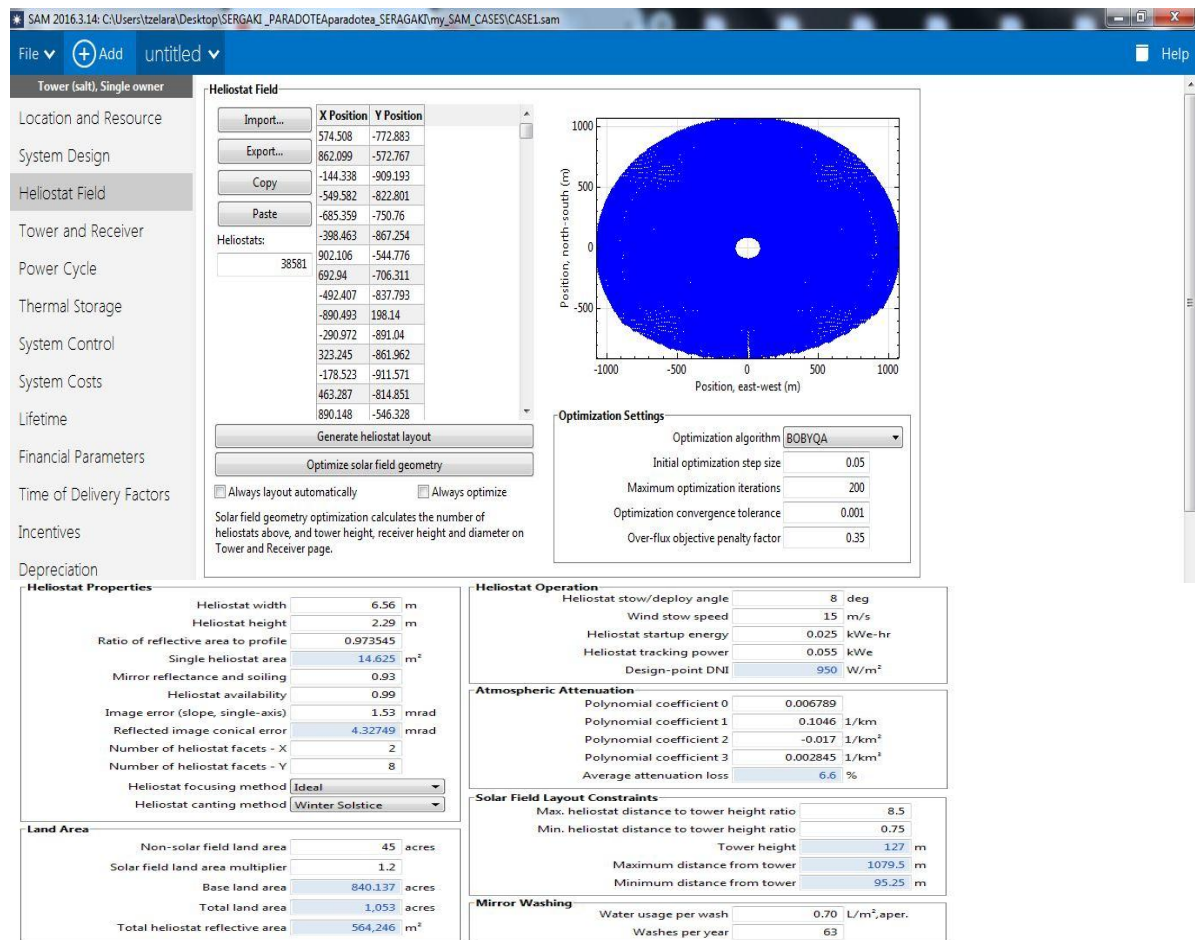 SAM 2016.3.14: C:\Users\tzelara\Desktop\SERGAKI _PARADOTEAparadotea_SERAGAKI\my_SAM_CASES\CASE1.sam
File Add untitled Help
Tower (salt), Single owner
Location and Resource
System Design
Heliostat Field
Tower and Receiver
Power Cycle
Thermal Storage
System Control
System Costs
Lifetime
Financial Parameters
Time of Delivery Factors
Incentives
Depreciation
Heliostat Field
Import...
Export...
Copy
Paste
Heliostats:
38581
X Position Y Position
574.508 -772.883
862.099 -572.767
-144.338 -909.193
-549.582 -822.801
-685.359 -750.76
-398.463 -867.254
902.106 -544.776
692.94 -706.311
-492.407 -837.793
-890.493 198.14
-290.972 -891.04
323.245 -861.962
-178.523 -911.571
463.287 -814.851
890.148 -546.328
Generate heliostat layout
Optimize solar field geometry
Always layout automatically Always optimize
Solar field geometry optimization calculates the number of
heliostats above, and tower height, receiver height and diameter on
Tower and Receiver page.
Position, north-south (m)
1000
500
0
-500
-1000 -500 0 500 1000
Position, east-west (m)
Optimization Settings
Optimization algorithm BOBYQA
Initial optimization step size 0.05
Maximum optimization iterations 200
Optimization convergence tolerance 0.001
Over-flux objective penalty factor 0.35
Heliostat Properties
Heliostat width 6.56 m
Heliostat height 2.29 m
Ratio of reflective area to profile 0.973545
Single heliostat area 14.625 m²
Mirror reflectance and soiling 0.93
Heliostat availability 0.99
Image error (slope, single-axis) 1.53 mrad
Reflected image conical error 4.32749 mrad
Number of heliostat facets - X 2
Number of heliostat facets - Y 8
Heliostat focusing method Ideal
Heliostat canting method Winter Solstice
Land Area
Non-solar field land area 45 acres
Solar field land area multiplier 1.2
Base land area 840.137 acres
Total land area 1,053 acres
Total heliostat reflective area 564,246 m²
Heliostat Operation
Heliostat stow/deploy angle 8 deg
Wind stow speed 15 m/s
Heliostat startup energy 0.025 kWe-hr
Heliostat tracking power 0.055 kWe
Design-point DNI 950 W/m²
Atmospheric Attenuation
Polynomial coefficient 0 0.006789
Polynomial coefficient 1 0.1046 1/km
Polynomial coefficient 2 -0.017 1/km²
Polynomial coefficient 3 0.002845 1/km³
Average attenuation loss 6.6 %
Solar Field Layout Constraints
Max. heliostat distance to tower height ratio 8.5
Min. heliostat distance to tower height ratio 0.75
Tower height 127 m
Maximum distance from tower 1079.5 m
Minimum distance from tower 95.25 m
Mirror Washing
Water usage per wash 0.70 L/m²,aper.
Washes per year 63